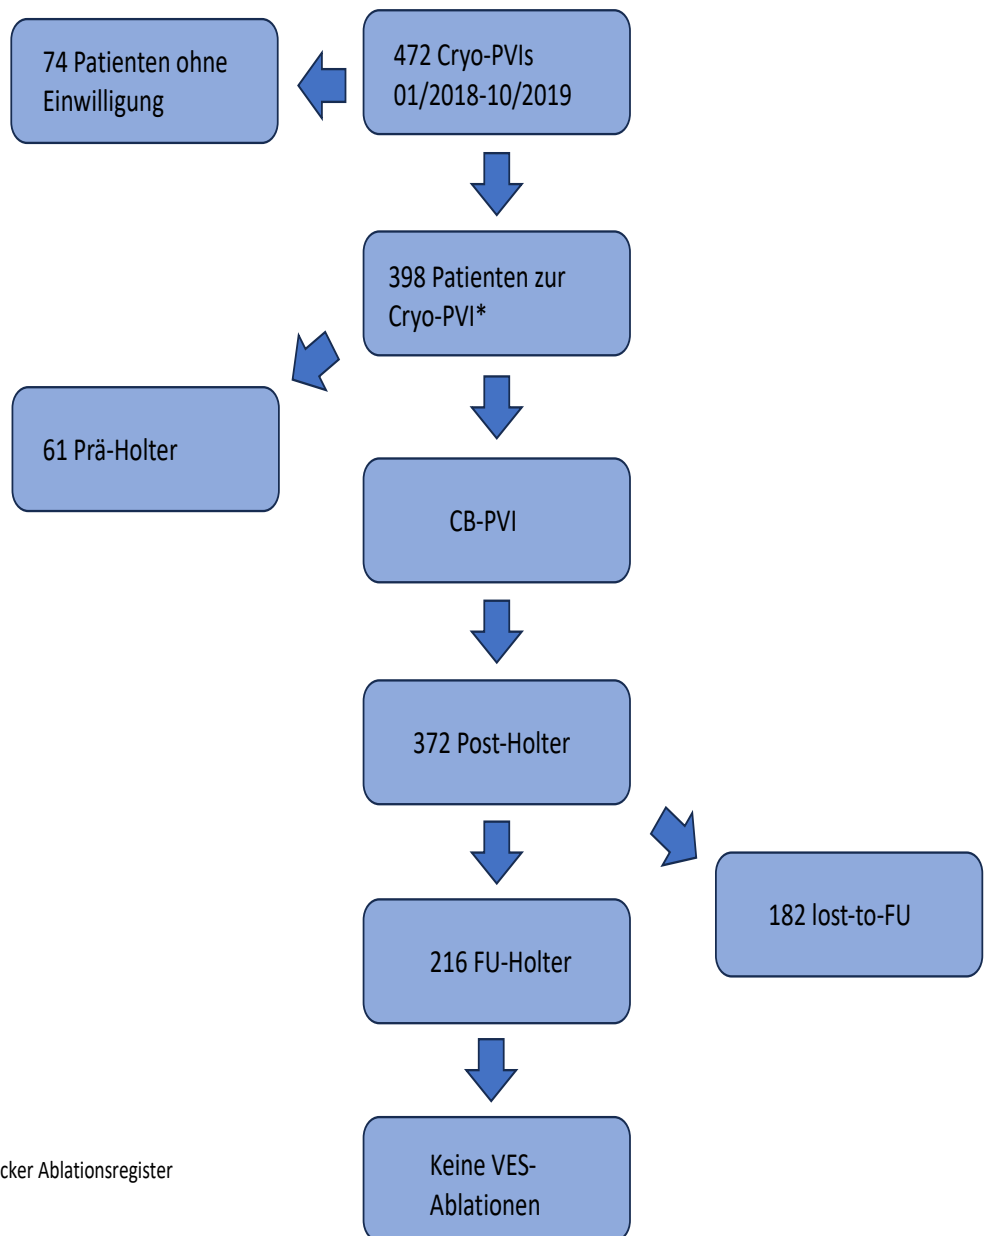 74 Patienten ohne
Einwilligung
472 Cryo-PVIs
01/2018-10/2019
398 Patienten zur
Cryo-PVI*
61 Prä-Holter
CB-PVI
372 Post-Holter
182 lost-to-FU
216 FU-Holter
Keine VES-
Ablationen
cker Ablationsregister